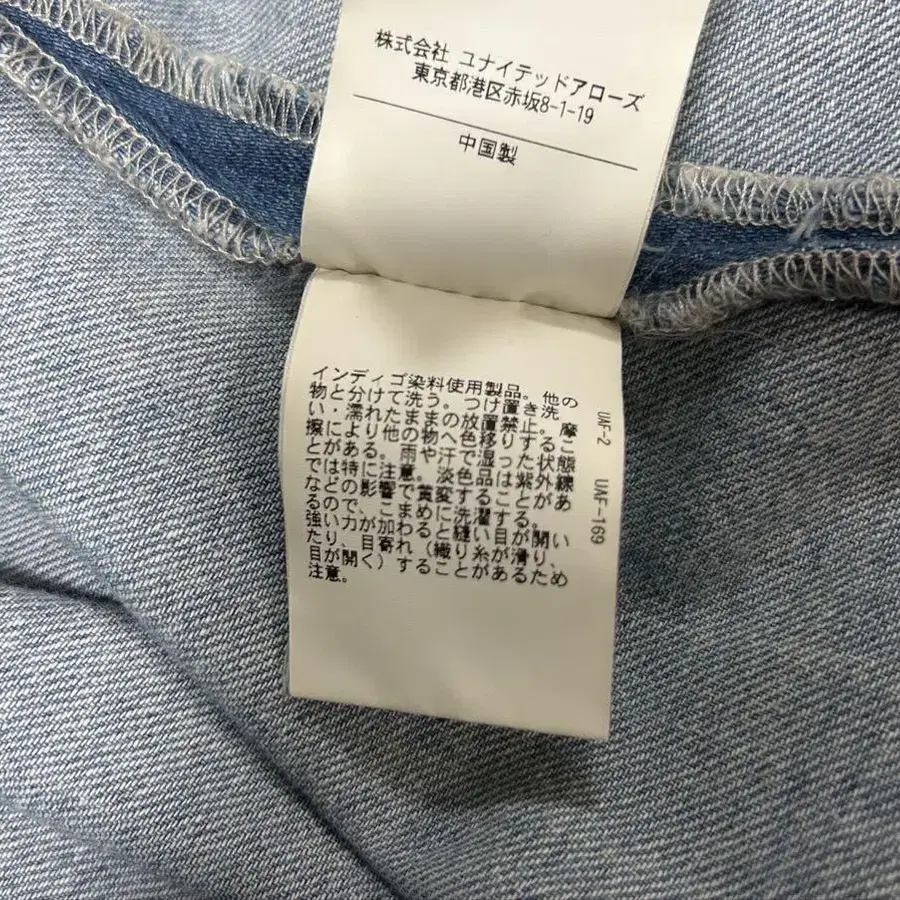 株式会社 ユナイテッドアローズ
東京都港区赤坂8-1-19
中国製
インディゴ染料使用製品。他の
物と分けて洗う。つけ置き洗
い・濡れたままの放置禁止。摩
擦により他の物へ色移りするこ
とがある。雨や汗で湿った状態
では特に注意。淡色品は紫外線
などの影響で黄変することがあ
るので、こまめに洗濯する。
強い力が加わると縫い目が開い
たり、目寄れ（織り糸が滑り、
目が開く）することがあるため
注意。
UAF-2
UAF-169